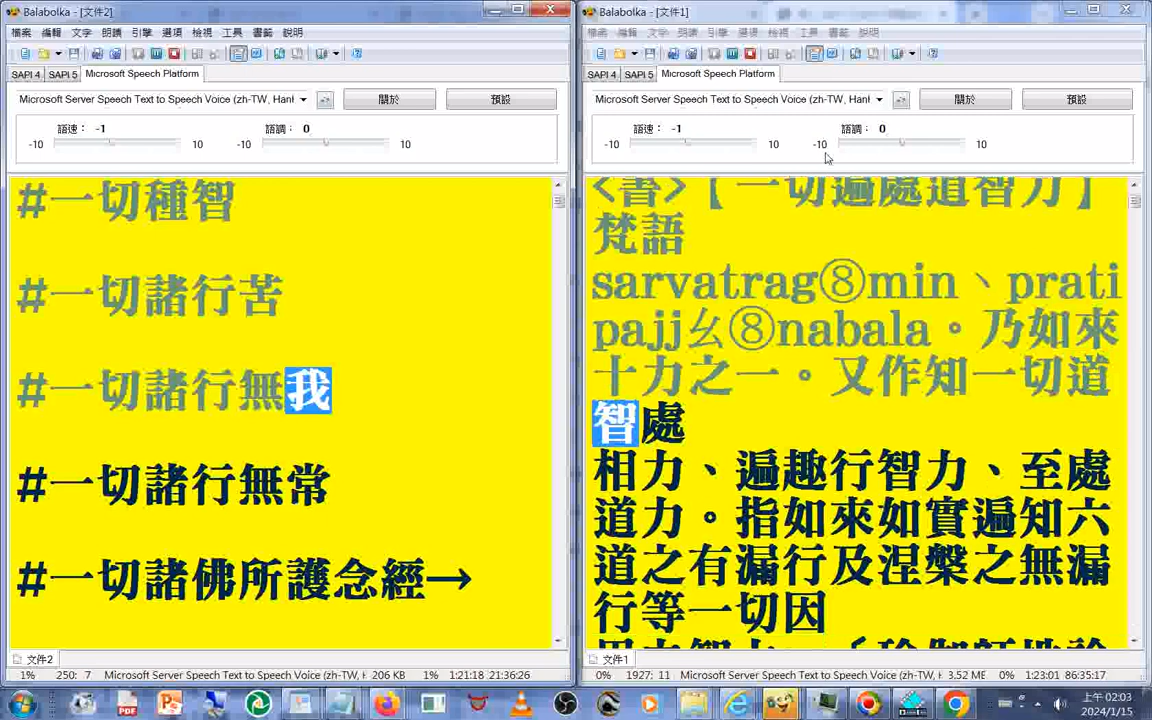 Balabolka - [文件2]
檔案 編輯 文字 朗讀 引擎 選項 檢視 工具 書籤 說明
SAPI 4 SAPI 5 Microsoft Speech Platform
Microsoft Server Speech Text to Speech Voice (zh-TW, Hanl
關於
預設
語速： -1
語調： 0
-10 10 -10 10
#一切種智
#一切諸行苦
#一切諸行無我
#一切諸行無常
#一切諸佛所護念經→
文件2
1% 250: 7 Microsoft Server Speech Text to Speech Voice (zh-TW, H 206 KB 1% 1:21:18 21:36:26
Balabolka - [文件1]
檔案 編輯 文字 朗讀 引擎 選項 檢視 工具 書籤 說明
SAPI 4 SAPI 5 Microsoft Speech Platform
Microsoft Server Speech Text to Speech Voice (zh-TW, Hanl
關於
預設
語速： -1
語調： 0
-10 10 -10 10
<書>【一切遍處道智力】
梵語
sarvatrag⑧min、prati
pajj幺⑧nabala。乃如來
十力之一。又作知一切道
智處
相力、遍趣行智力、至處
道力。指如來如實遍知六
道之有漏行及涅槃之無漏
行等一切因
文件1
0% 1927: 11 Microsoft Server Speech Text to Speech Voice (zh-TW, H 3.52 ME 0% 1:23:01 86:35:17
上午 02:03
2024/1/15